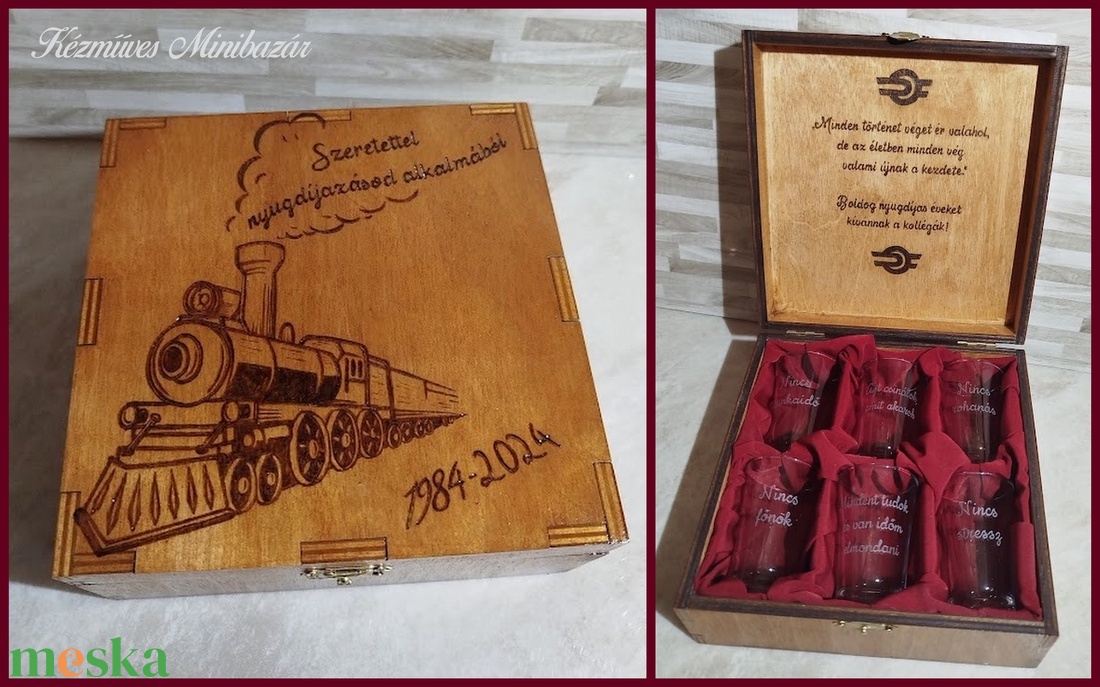 Kézműves Minibazár
Szeretettel
nyugdíjazásod alkalmából
1984-2024
meska
„Minden történet véget ér valahol,
de az életben minden vég
valami újnak a kezdete."
Boldog nyugdíjas éveket
kívánnak a kollégák!
Nincs
akarok
Nincs
rohanás
Nincs
főnök
Mindent tudok
és van időm
elmondani
Nincs
stressz